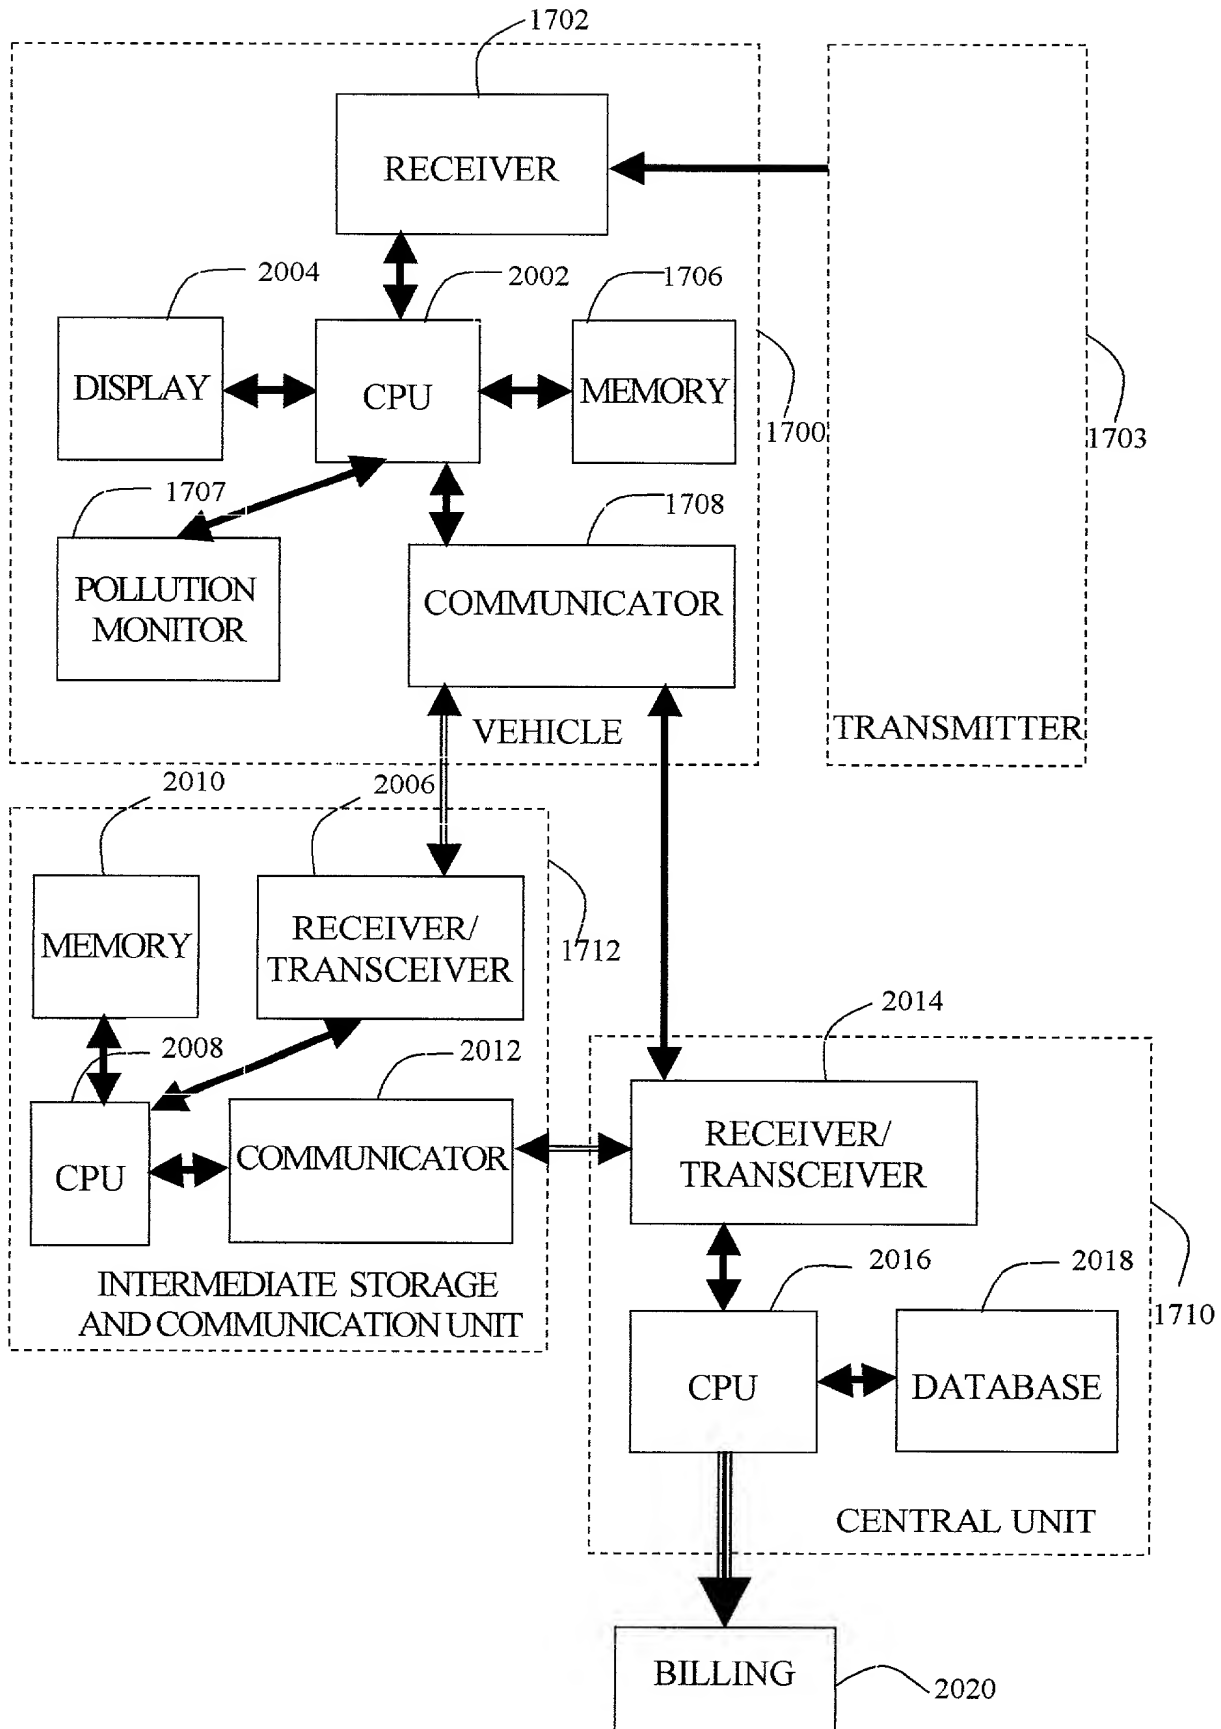 1702
RECEIVER
2004
2002
1706
DISPLAY
CPU
MEMORY
1700
1703
1707
1708
POLLUTION
MONITOR
COMMUNICATOR
VEHICLE
TRANSMITTER
2010
2006
MEMORY
RECEIVER/
TRANSCEIVER
1712
2008
2012
2014
CPU
COMMUNICATOR
RECEIVER/
TRANSCEIVER
INTERMEDIATE STORAGE
AND COMMUNICATION UNIT
2016
2018
1710
CPU
DATABASE
CENTRAL UNIT
BILLING
2020